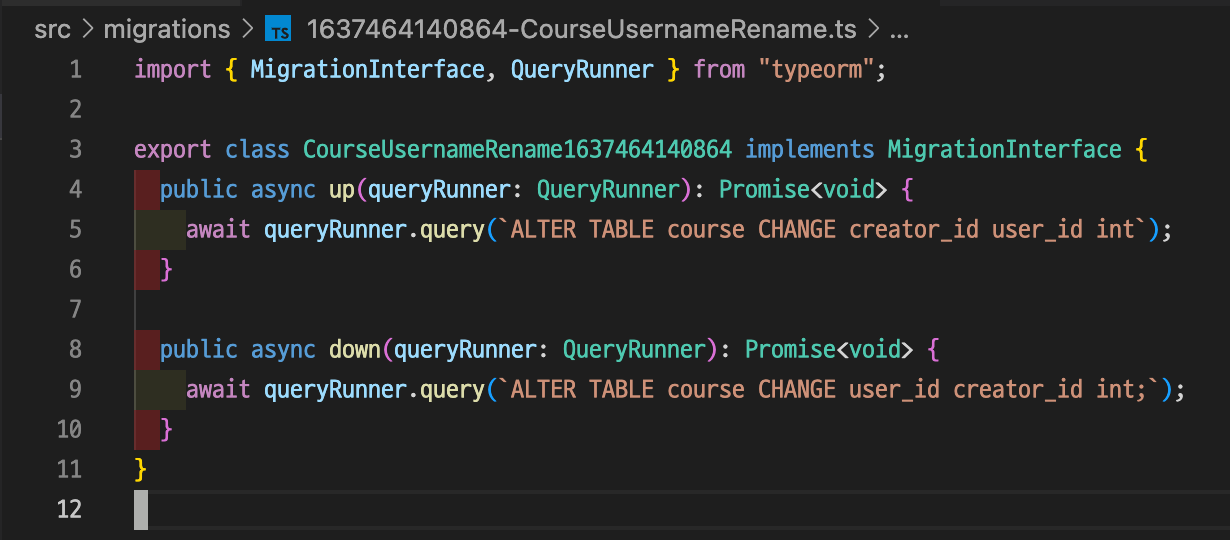 src > migrations > TS 1637464140864-CourseUsernameRename.ts > ...
1 import { MigrationInterface, QueryRunner } from "typeorm";
2
3 export class CourseUsernameRename1637464140864 implements MigrationInterface {
4   public async up(queryRunner: QueryRunner): Promise<void> {
5     await queryRunner.query(`ALTER TABLE course CHANGE creator_id user_id int`);
6   }
7
8   public async down(queryRunner: QueryRunner): Promise<void> {
9     await queryRunner.query(`ALTER TABLE course CHANGE user_id creator_id int;`);
10   }
11 }
12